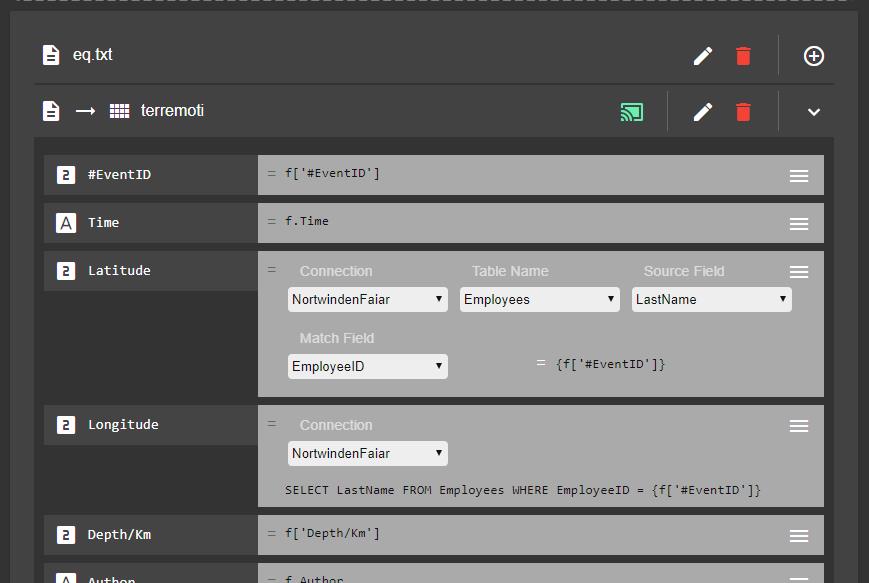 eq.txt
terremoti
2 #EventID = f['#EventID']
A Time = f.Time
2 Latitude = Connection Table Name Source Field
NortwindenFaiar Employees LastName
Match Field
EmployeeID = {f['#EventID']}
2 Longitude = Connection
NortwindenFaiar
SELECT LastName FROM Employees WHERE EmployeeID = {f['#EventID']}
2 Depth/Km = f['Depth/Km']
A Author = f.Author